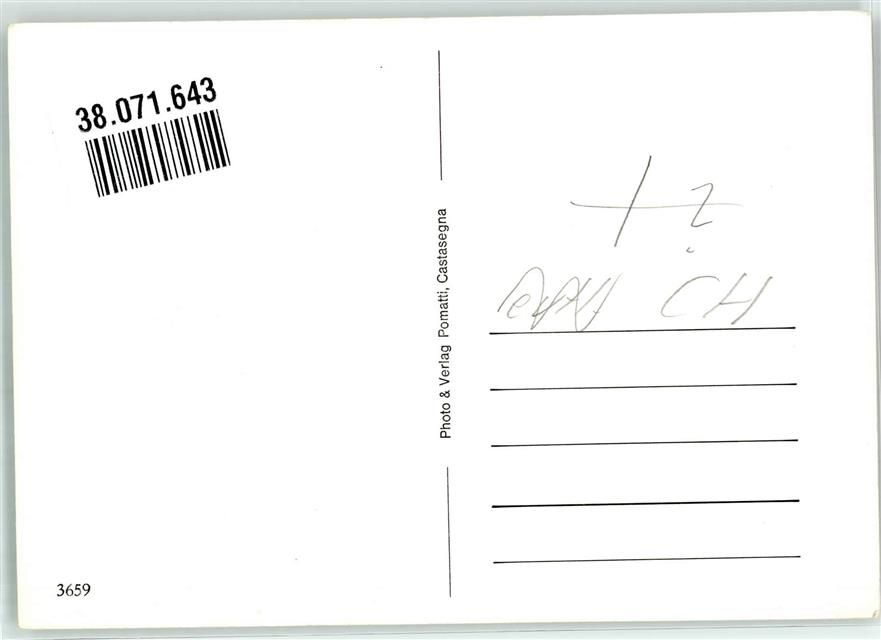 38.071.643
Photo & Verlag Pomatti, Castasegna
CH
3659